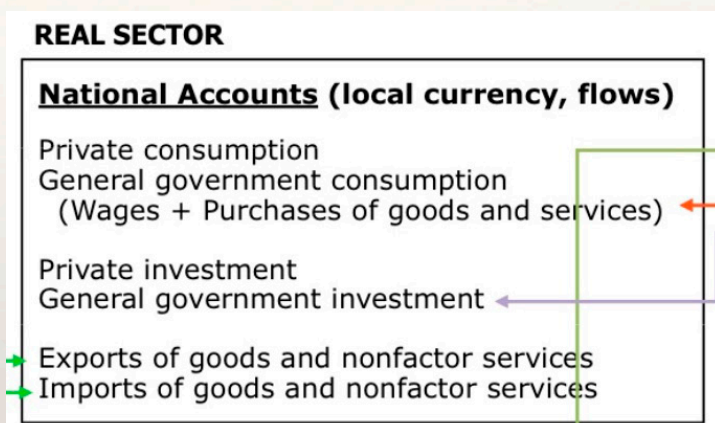 REAL SECTOR
National Accounts (local currency, flows)
Private consumption
General government consumption
(Wages + Purchases of goods and services)
Private investment
General government investment
Exports of goods and nonfactor services
Imports of goods and nonfactor services